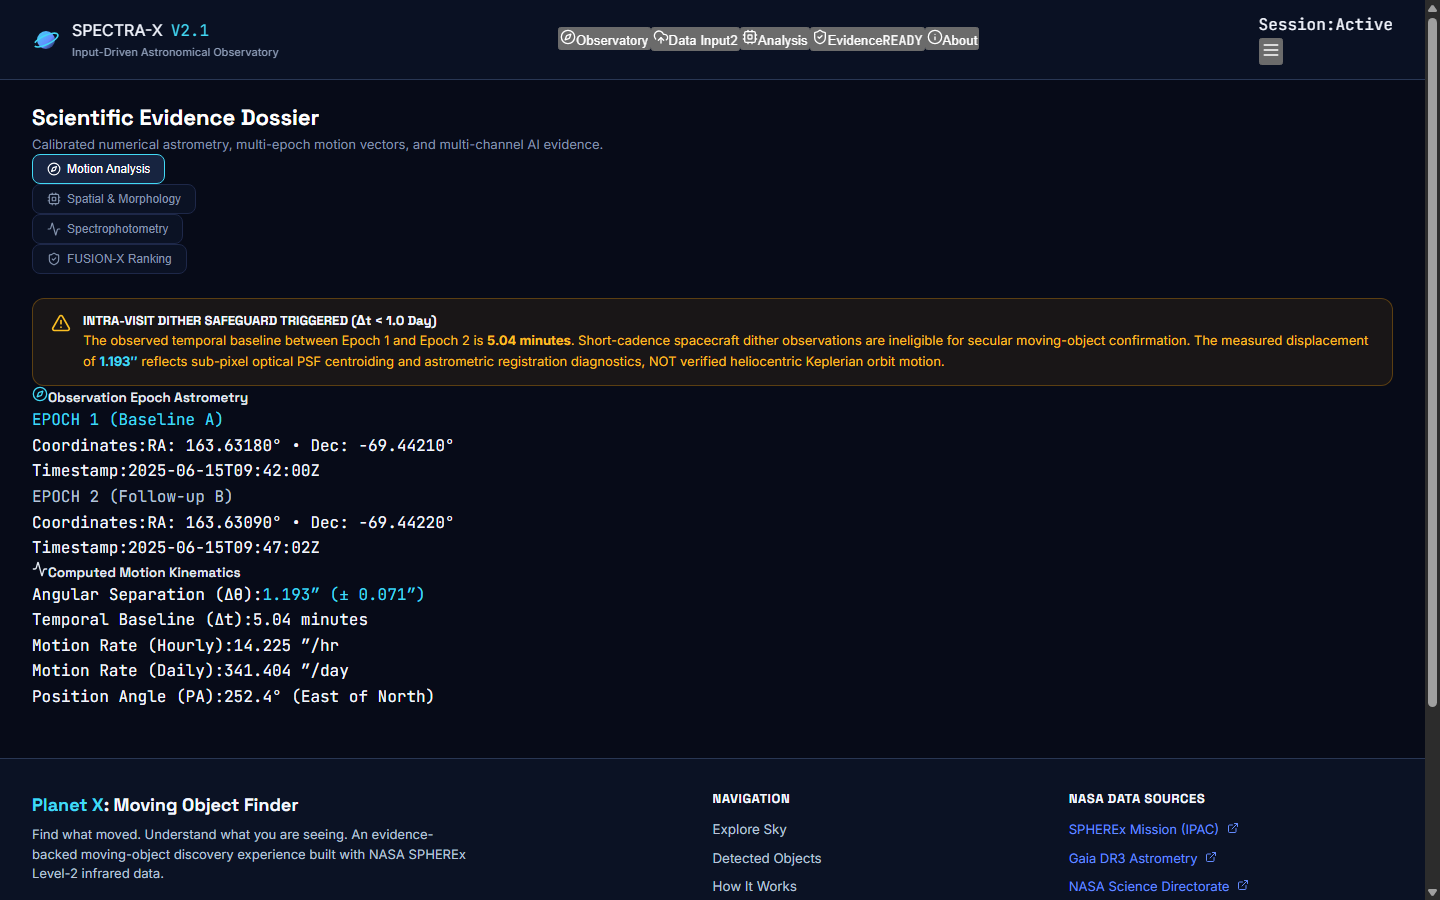 SPECTRA-X V2.1
Input-Driven Astronomical Observatory
Observatory Data Input2 Analysis EvidenceREADY About
Session:Active
Scientific Evidence Dossier
Calibrated numerical astrometry, multi-epoch motion vectors, and multi-channel AI evidence.
Motion Analysis
Spatial & Morphology
Spectrophotometry
FUSION-X Ranking
INTRA-VISIT DITHER SAFEGUARD TRIGGERED (Δt < 1.0 Day)
The observed temporal baseline between Epoch 1 and Epoch 2 is 5.04 minutes. Short-cadence spacecraft dither observations are ineligible for secular moving-object confirmation. The measured displacement
of 1.193″ reflects sub-pixel optical PSF centroiding and astrometric registration diagnostics, NOT verified heliocentric Keplerian orbit motion.
Observation Epoch Astrometry
EPOCH 1 (Baseline A)
Coordinates:RA: 163.63180° • Dec: -69.44210°
Timestamp:2025-06-15T09:42:00Z
EPOCH 2 (Follow-up B)
Coordinates:RA: 163.63090° • Dec: -69.44220°
Timestamp:2025-06-15T09:47:02Z
Computed Motion Kinematics
Angular Separation (Δθ):1.193″ (± 0.071″)
Temporal Baseline (Δt):5.04 minutes
Motion Rate (Hourly):14.225 ″/hr
Motion Rate (Daily):341.404 ″/day
Position Angle (PA):252.4° (East of North)
Planet X: Moving Object Finder
Find what moved. Understand what you are seeing. An evidence-
backed moving-object discovery experience built with NASA SPHEREx
Level-2 infrared data.
NAVIGATION
Explore Sky
Detected Objects
How It Works
NASA DATA SOURCES
SPHEREx Mission (IPAC)
Gaia DR3 Astrometry
NASA Science Directorate